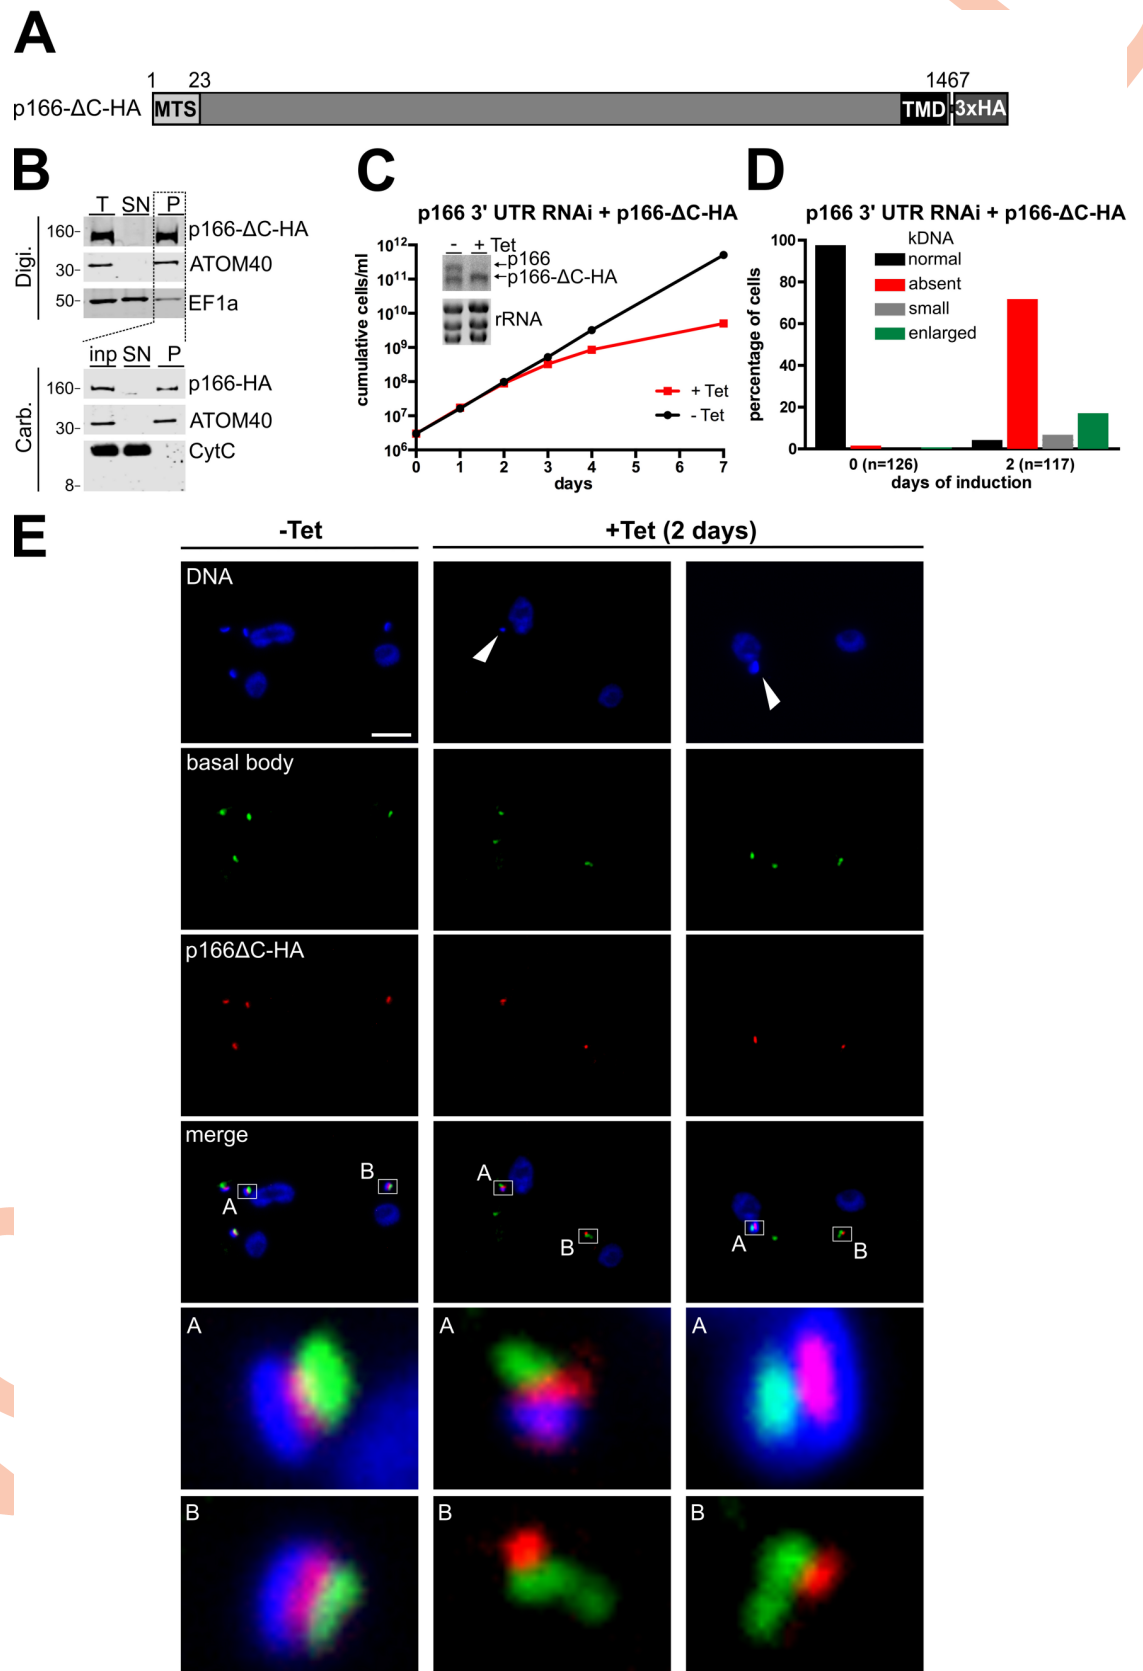 A
1 23 1467
p166-ΔC-HA MTS TMD 3xHA
B
T SN P
Digi.
160- p166-ΔC-HA
30- ATOM40
50- EF1a
inp SN P
Carb.
160- p166-HA
30- ATOM40
CytC
8-
C
p166 3' UTR RNAi + p166-ΔC-HA
- + Tet
p166
p166-ΔC-HA
rRNA
cumulative cells/ml
10¹²
10¹¹
10¹⁰
10⁹
10⁸
10⁷
10⁶
+ Tet
- Tet
0 1 2 3 4 5 6 7
days
D
p166 3' UTR RNAi + p166-ΔC-HA
percentage of cells
100
80
60
40
20
0
kDNA
normal
absent
small
enlarged
0 (n=126) 2 (n=117)
days of induction
E
-Tet +Tet (2 days)
DNA
basal body
p166ΔC-HA
merge
A B A B A B
A A A
B B B